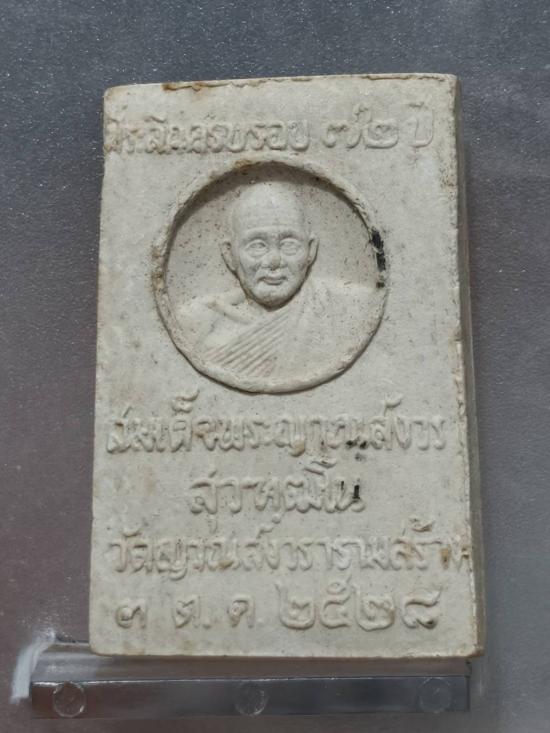 ที่ระลึกครบรอบ ๗๒ ปี
สมเด็จพระญาณสังวร
สุวฑฺฒโน
วัดญาณสังวรารามสร้าง
๓ ต.ค. ๒๕๒๘